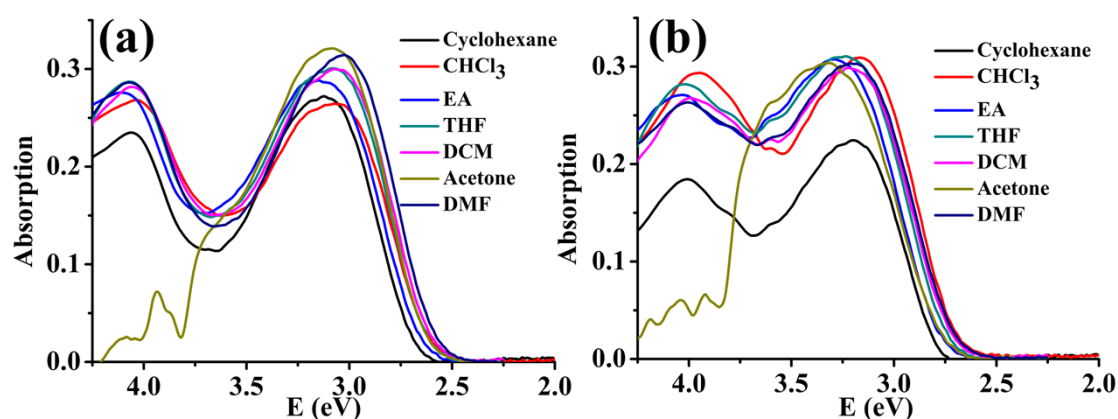 (a)
Cyclohexane
CHCl₃
EA
THF
DCM
Acetone
DMF
Absorption
0.3
0.2
0.1
0.0
4.0 3.5 3.0 2.5 2.0
E (eV)
(b)
Cyclohexane
CHCl₃
EA
THF
DCM
Acetone
DMF
Absorption
0.3
0.2
0.1
0.0
4.0 3.5 3.0 2.5 2.0
E (eV)